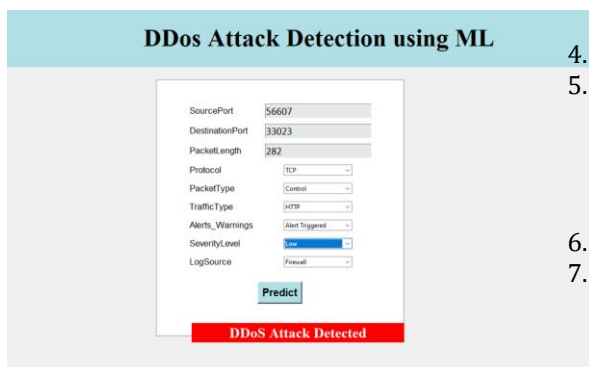 DDos Attack Detection using ML
4.
5.
SourcePort 56607
DestinationPort 33023
PacketLength 282
Protocol TCP
PacketType Control
TrafficType HTTP
Alerts_Warnings Alert Triggered
SeverityLevel Low
6.
LogSource Firewall
7.
Predict
DDoS Attack Detected